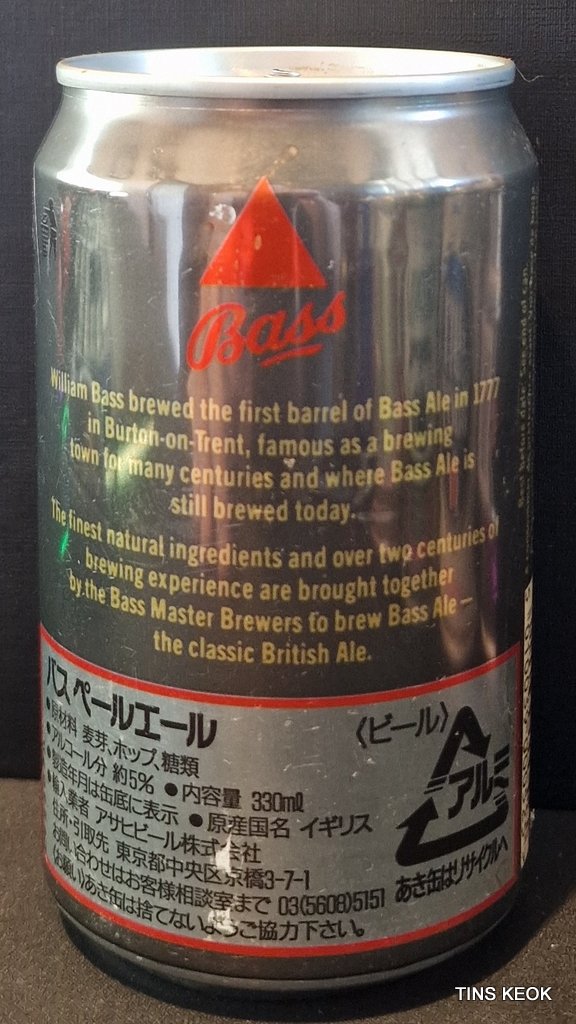 Bass
William Bass brewed the first barrel of Bass Ale in 1777
in Burton-on-Trent, famous as a brewing
town for many centuries and where Bass Ale is
still brewed today.
The finest natural ingredients and over two centuries of
brewing experience are brought together
by the Bass Master Brewers to brew Bass Ale –
the classic British Ale.
バス ペールエール
〈ビール〉
●原材料 麦芽、ホップ、糖類
●アルコール分 約5% ●内容量 330mℓ
●製造年月日は缶底に表示 ●原産国名 イギリス
●輸入業者 アサヒビール株式会社
住所・引取先 東京都中央区京橋3-7-1
お問い合わせはお客様相談室まで 03(5608)5151
(お願い)あき缶は捨てないようご協力下さい。
アルミ
あき缶はリサイクルへ
TINS KEOK